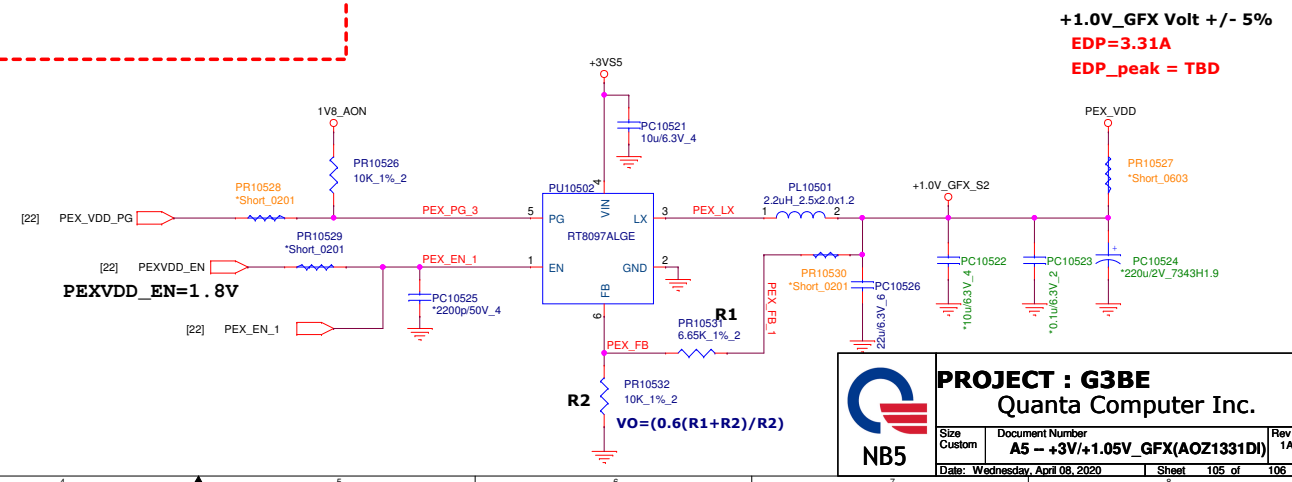 +1.0V_GFX Volt +/- 5%
EDP=3.31A
EDP_peak = TBD
+3VS5
1V8_AON
PEX_VDD
PC10521
10u/6.3V_4
PR10526
10K_1%_2
PR10527
*Short_0603
PR10528
*Short_0201
PU10502
4
PL10501
2.2uH_2.5x2.0x1.2
+1.0V_GFX_S2
[22] PEX_VDD_PG
PEX_PG_3
5
PG
VIN
LX
3
PEX_LX
1
2
RT8097ALGE
PR10529
*Short_0201
[22] PEXVDD_EN
PEX_EN_1
1
EN
GND
2
PEXVDD_EN=1.8V
PC10525
*2200p/50V_4
FB
6
PR10530
*Short_0201
PC10526
22u/6.3V_6
PC10522
*10u/6.3V_4
PC10523
*0.1u/6.3V_2
+
PC10524
*220u/2V_7343H1.9
[22] PEX_EN_1
PEX_FB_1
R1
PR10531
6.65K_1%_2
PEX_FB
R2
PR10532
10K_1%_2
VO=(0.6(R1+R2)/R2)
NB5
PROJECT : G3BE
Quanta Computer Inc.
Size
Custom
Document Number
A5 -- +3V/+1.05V_GFX(AOZ1331DI)
Rev
1A
Date: Wednesday, April 08, 2020
Sheet 105 of 106